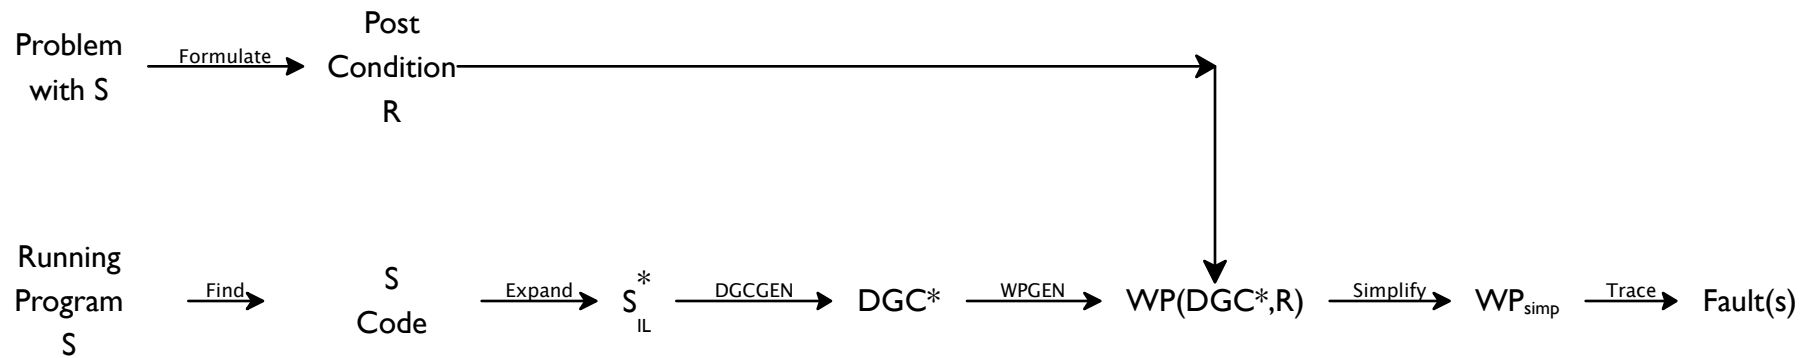 Problem
with S
Formulate
Post
Condition
R
Running
Program
S
Find
S
Code
Expand
S*IL
DGCGEN
DGC*
WPGEN
WP(DGC*,R)
Simplify
WPsimp
Trace
Fault(s)